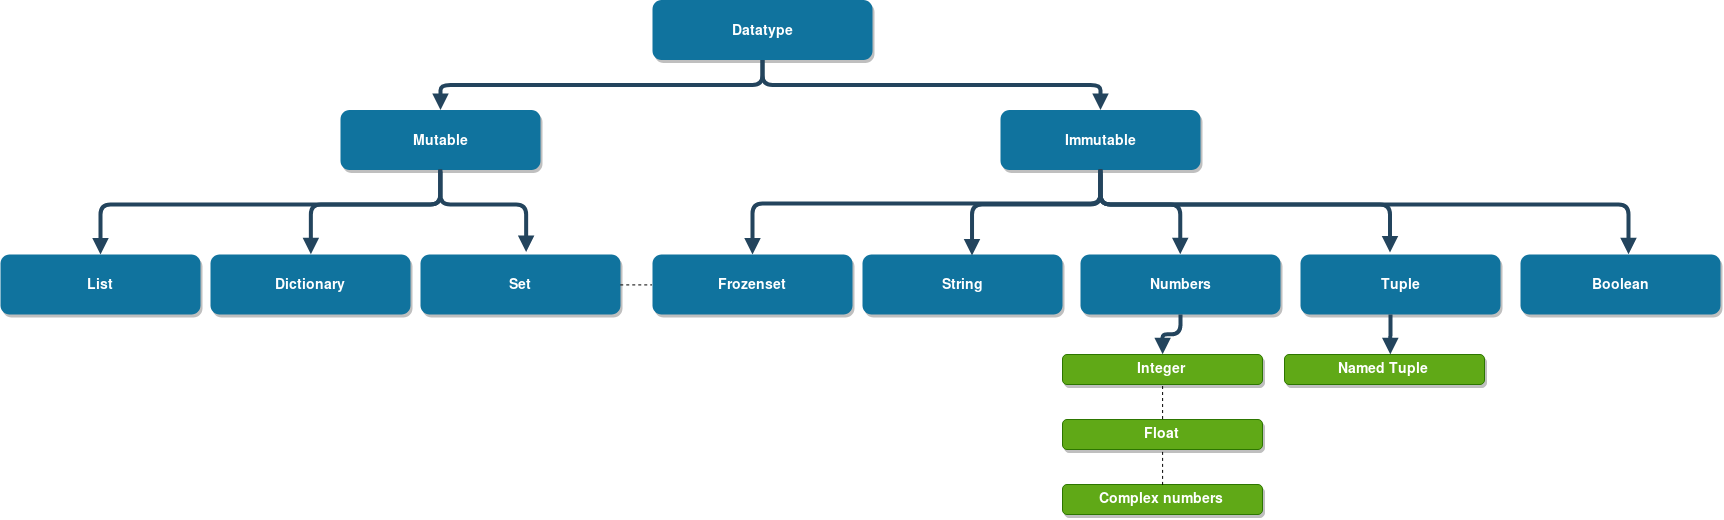 Datatype
Mutable
Immutable
List
Dictionary
Set
Frozenset
String
Numbers
Tuple
Boolean
Integer
Named Tuple
Float
Complex numbers